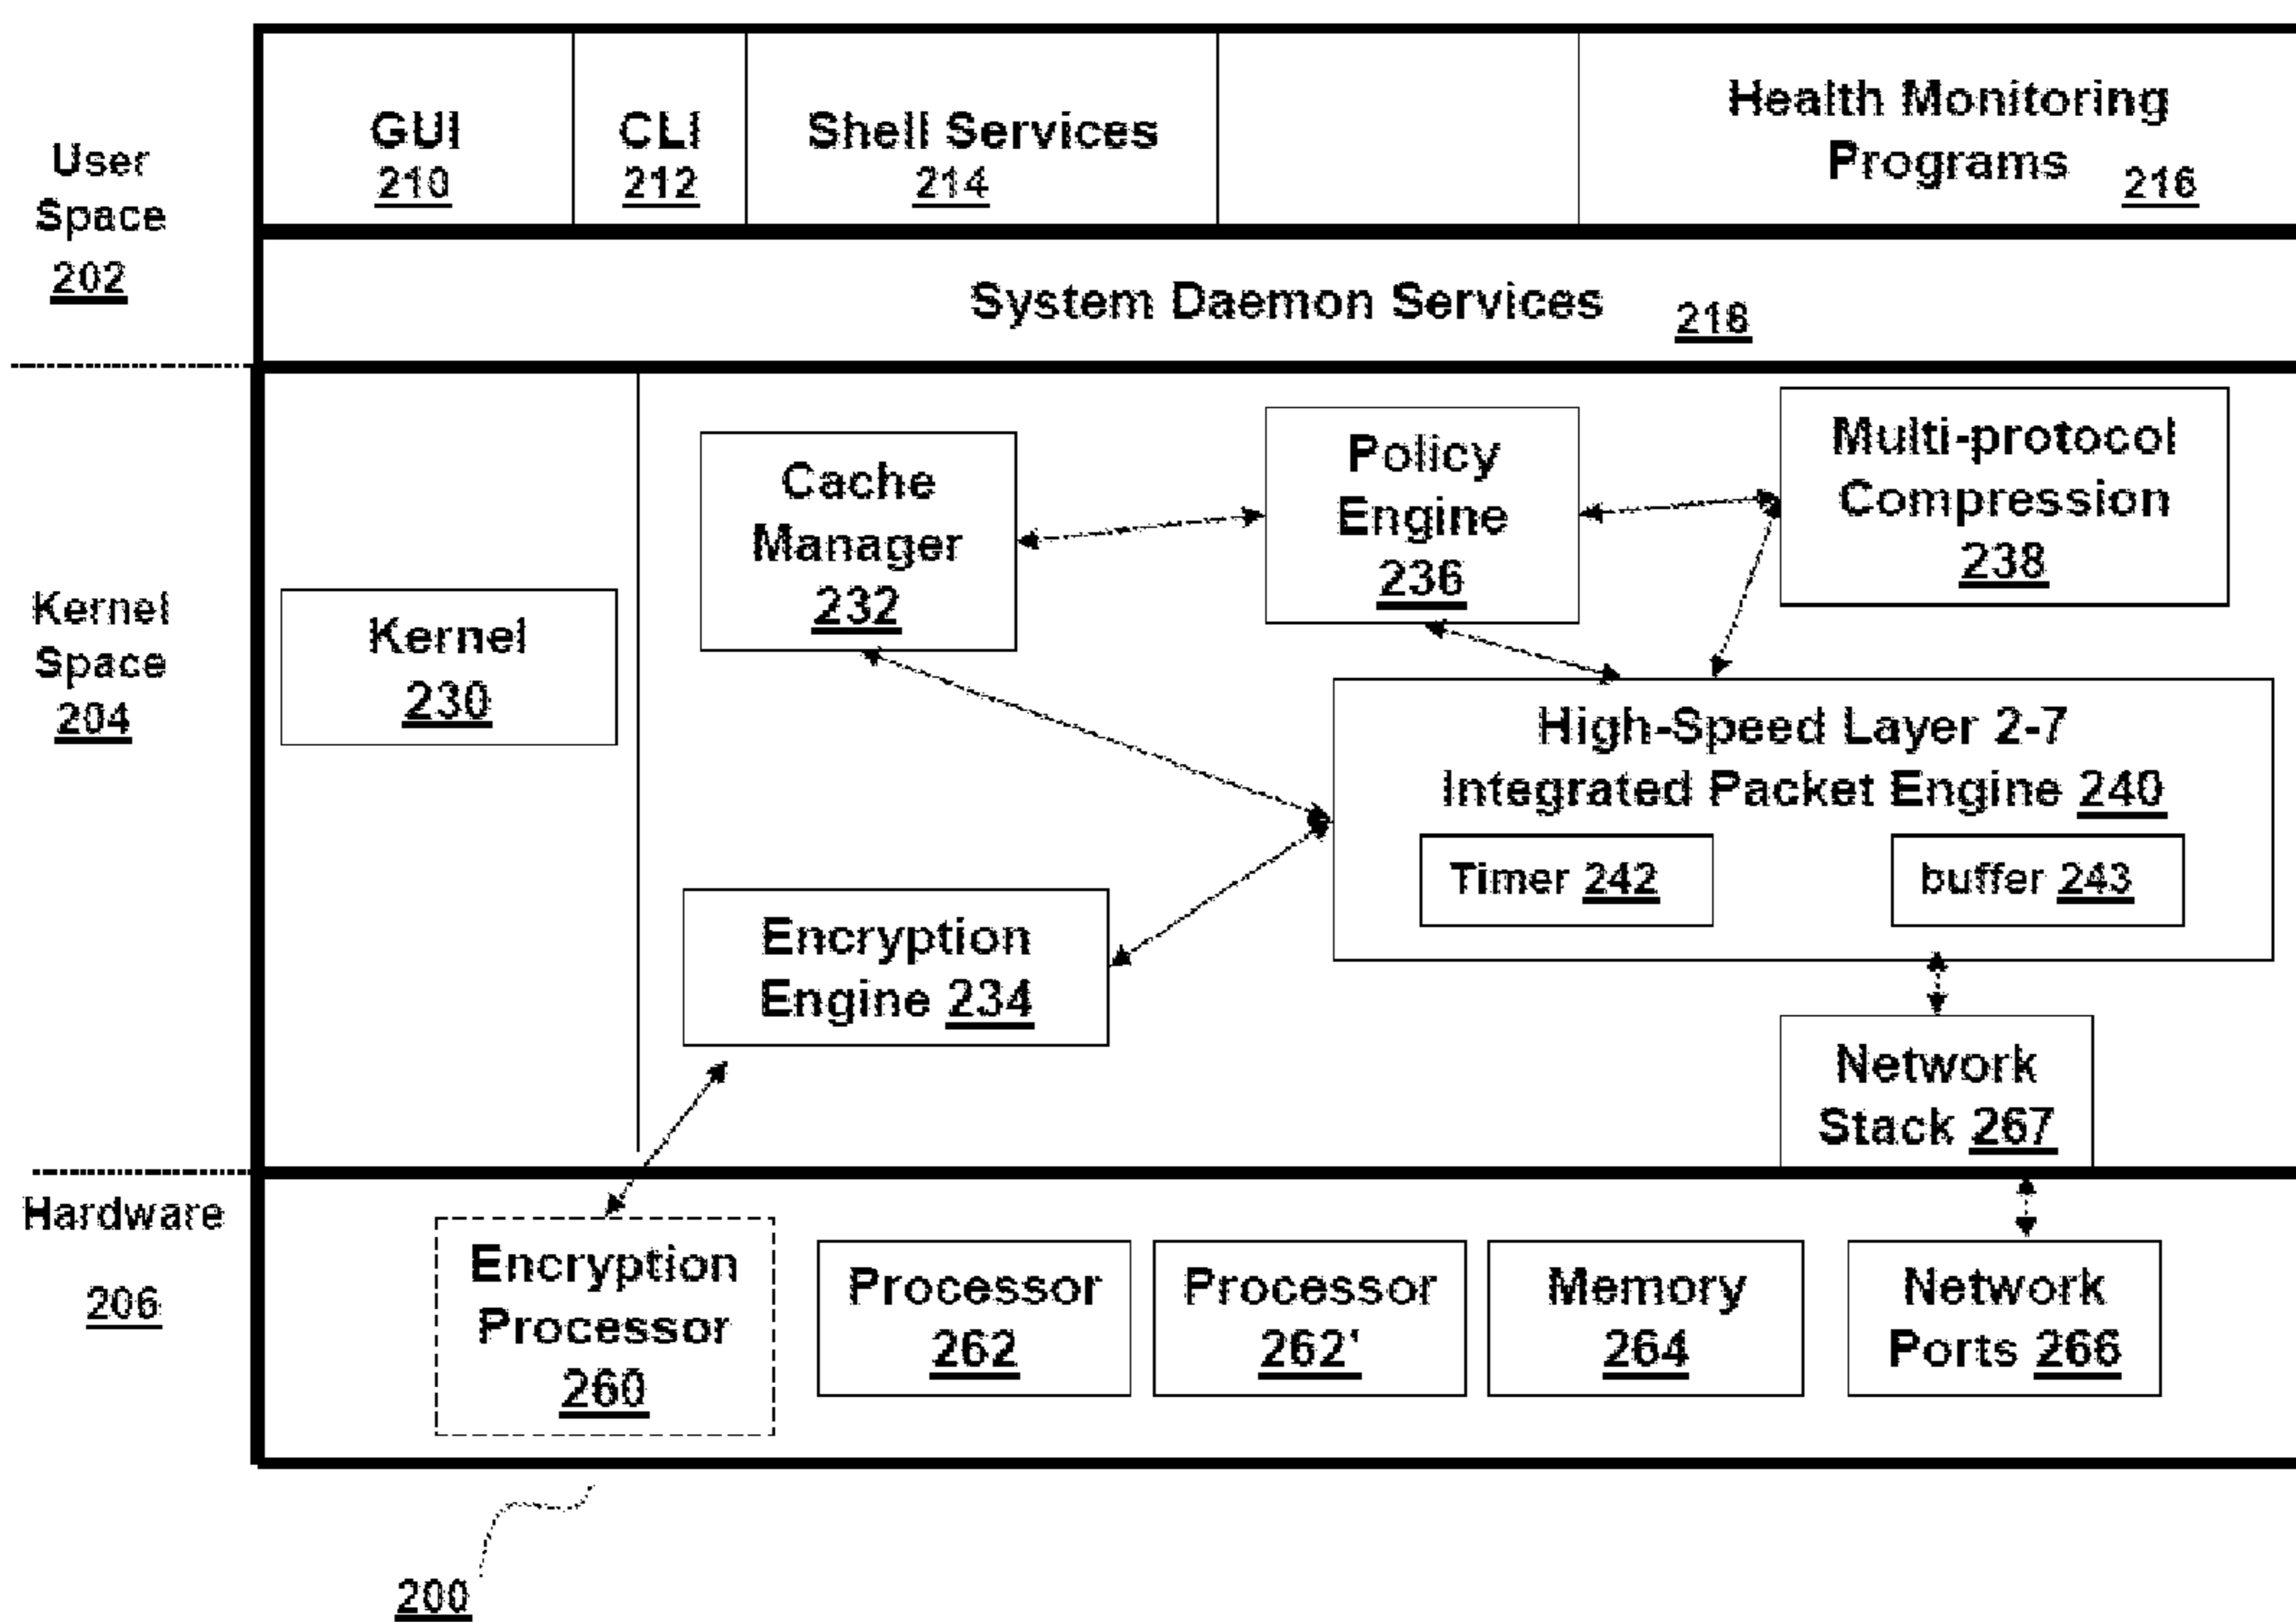 User
Space
202
GUI
210
CLI
212
Shell Services
214
Health Monitoring
Programs 216
System Daemon Services 218
Kernel
Space
204
Kernel
230
Cache
Manager
232
Policy
Engine
236
Multi-protocol
Compression
238
High-Speed Layer 2-7
Integrated Packet Engine 240
Timer 242
buffer 243
Encryption
Engine 234
Network
Stack 267
Hardware
206
Encryption
Processor
260
Processor
262
Processor
262'
Memory
264
Network
Ports 266
200